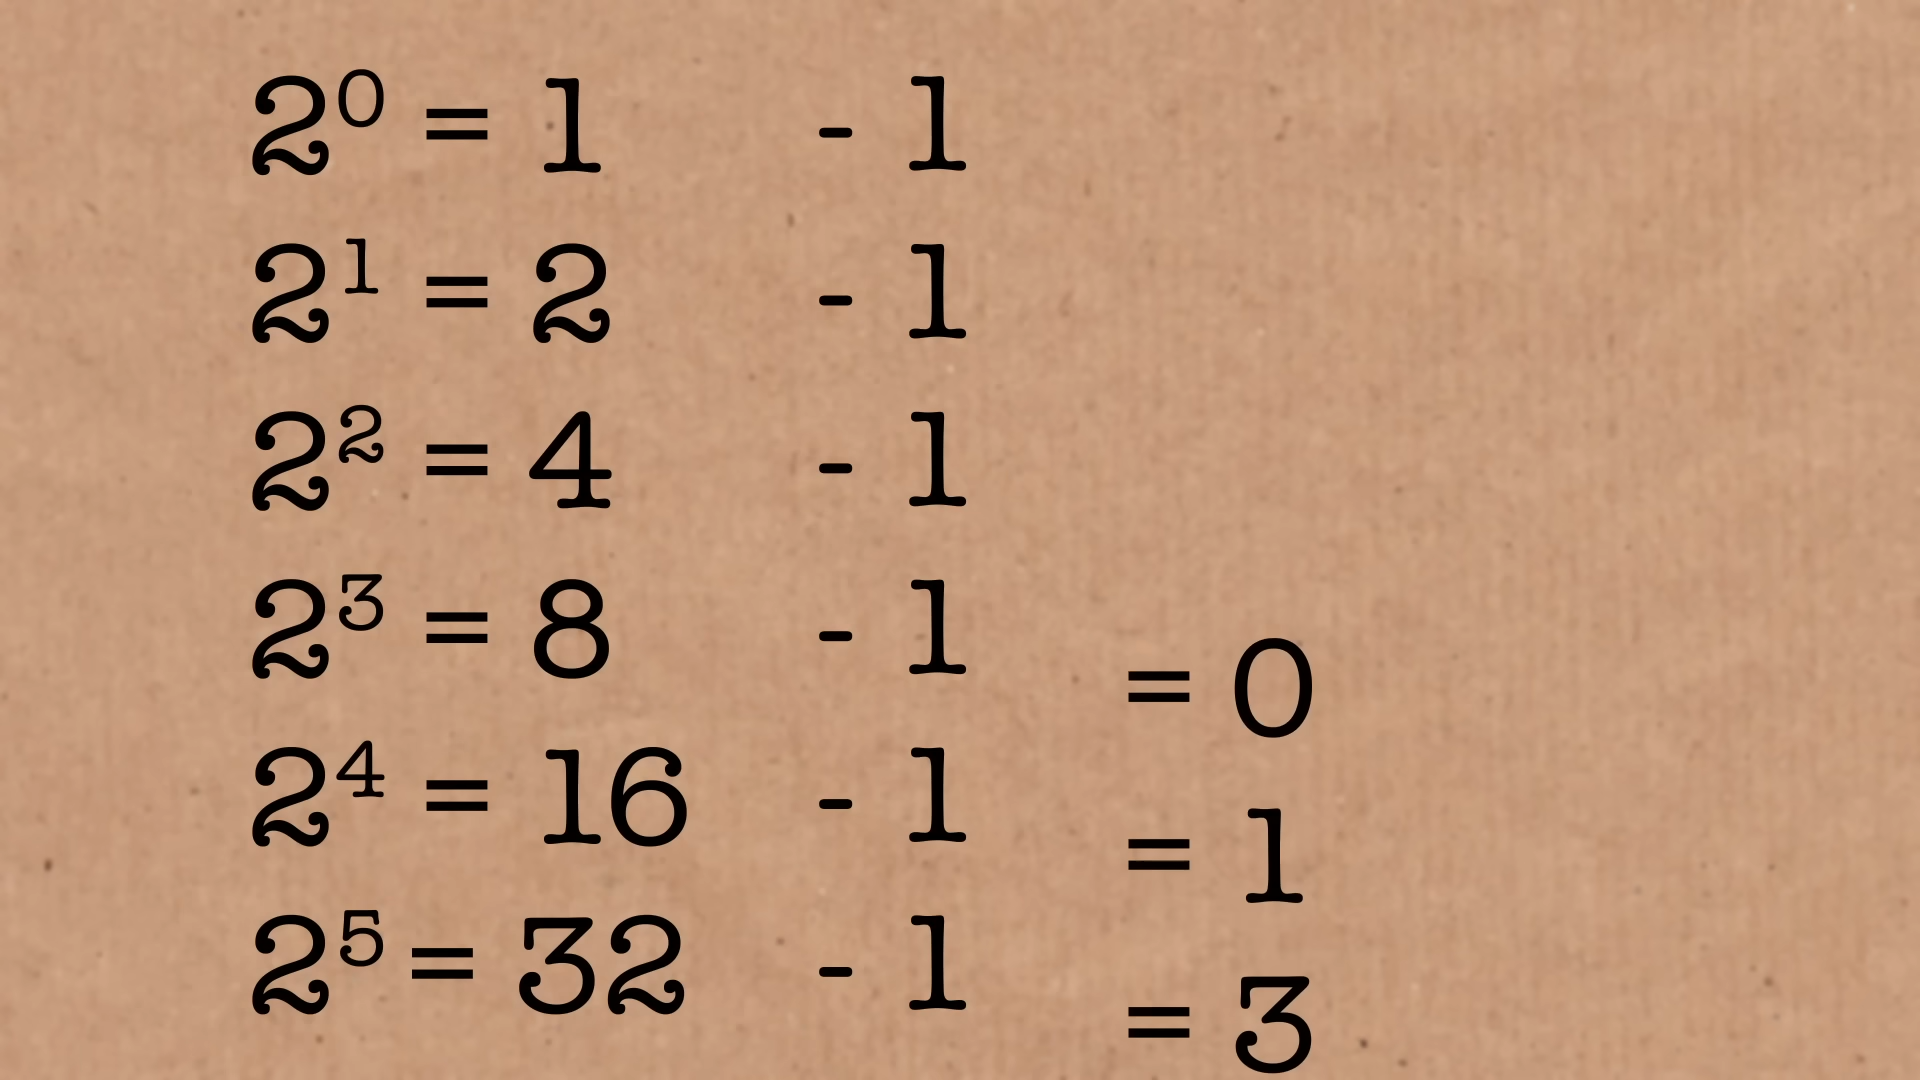 2⁰ = 1 - 1
2¹ = 2 - 1
2² = 4 - 1
2³ = 8 - 1
= 0
2⁴ = 16 - 1
= 1
2⁵ = 32 - 1
= 3